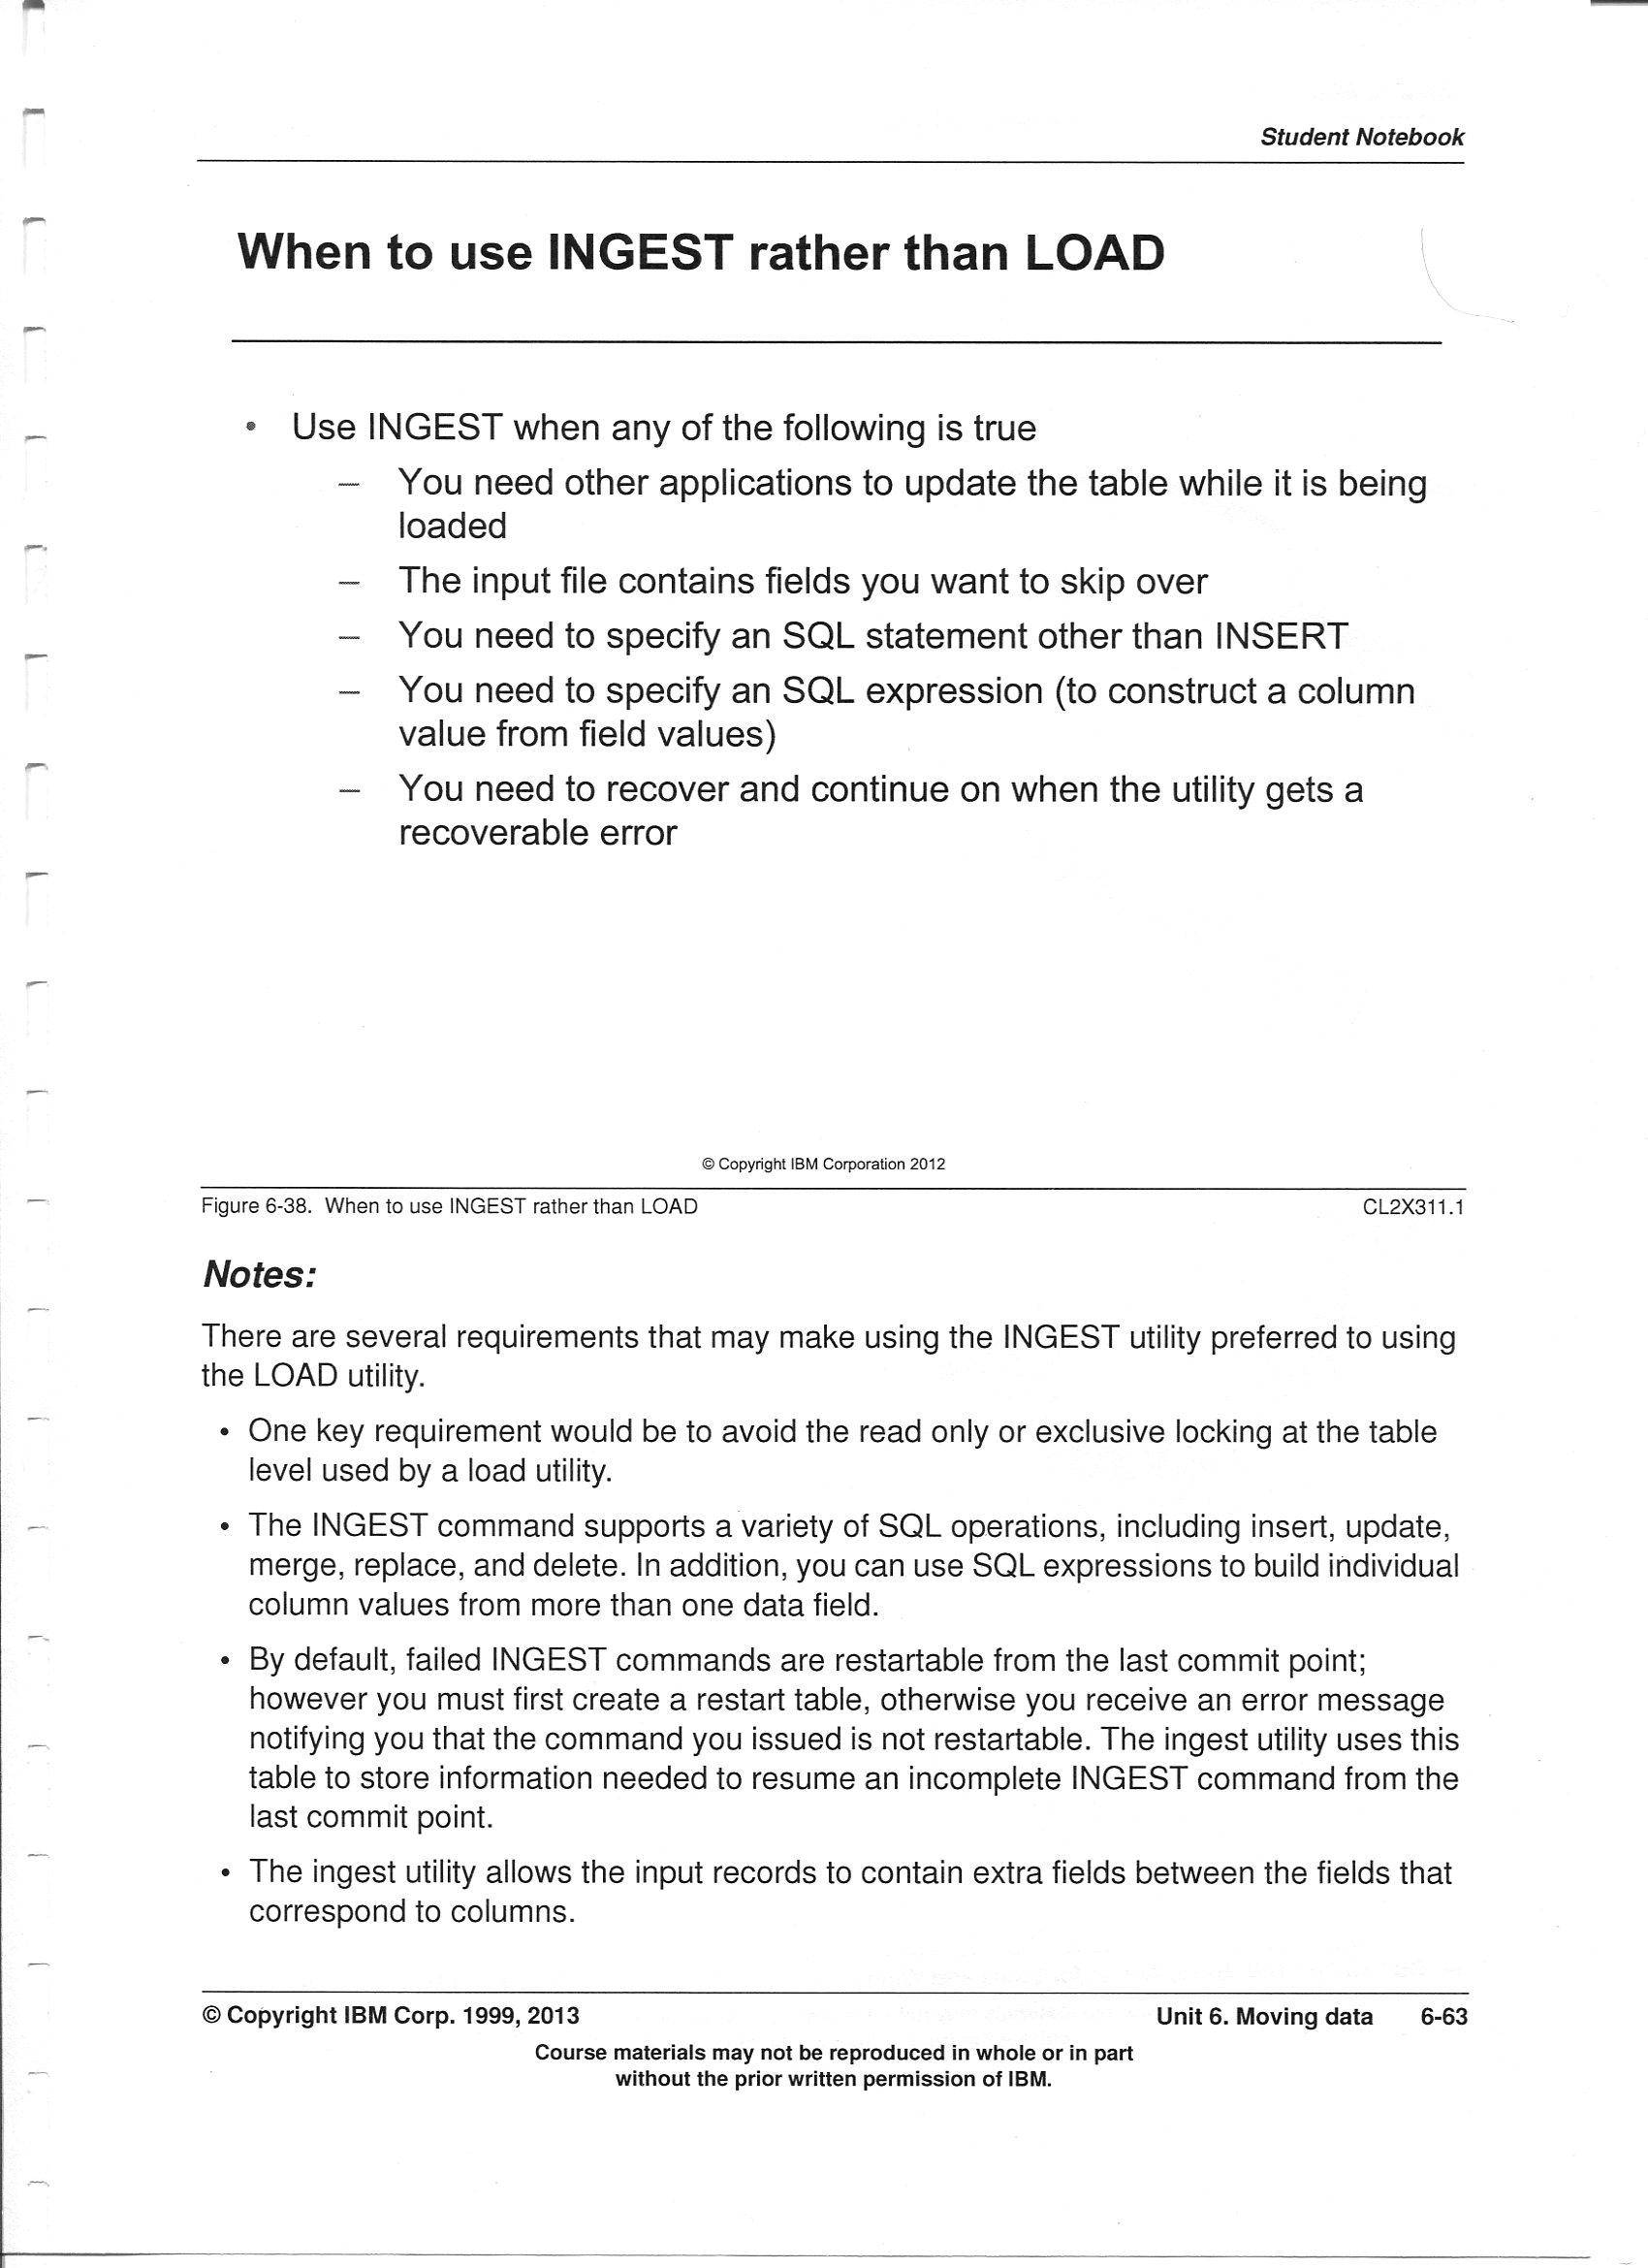 Student Notebook
When to use INGEST rather than LOAD
• Use INGEST when any of the following is true
– You need other applications to update the table while it is being
loaded
– The input file contains fields you want to skip over
– You need to specify an SQL statement other than INSERT
– You need to specify an SQL expression (to construct a column
value from field values)
– You need to recover and continue on when the utility gets a
recoverable error
© Copyright IBM Corporation 2012
Figure 6-38. When to use INGEST rather than LOAD CL2X311.1
Notes:
There are several requirements that may make using the INGEST utility preferred to using
the LOAD utility.
• One key requirement would be to avoid the read only or exclusive locking at the table
level used by a load utility.
• The INGEST command supports a variety of SQL operations, including insert, update,
merge, replace, and delete. In addition, you can use SQL expressions to build individual
column values from more than one data field.
• By default, failed INGEST commands are restartable from the last commit point;
however you must first create a restart table, otherwise you receive an error message
notifying you that the command you issued is not restartable. The ingest utility uses this
table to store information needed to resume an incomplete INGEST command from the
last commit point.
• The ingest utility allows the input records to contain extra fields between the fields that
correspond to columns.
© Copyright IBM Corp. 1999, 2013 Unit 6. Moving data 6-63
Course materials may not be reproduced in whole or in part
without the prior written permission of IBM.